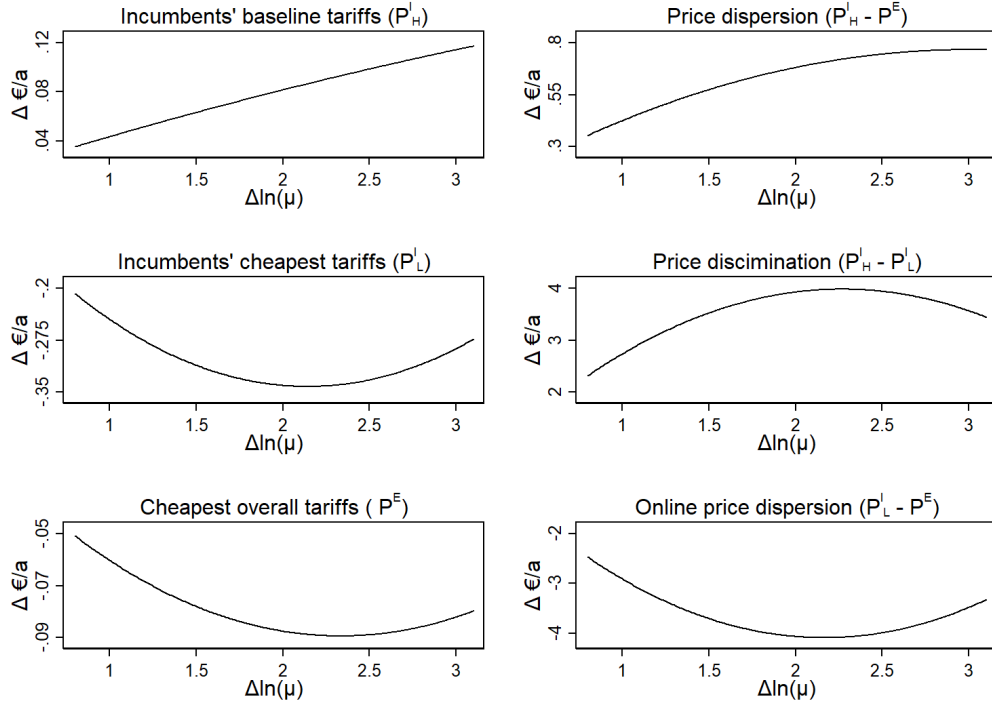 Incumbents' baseline tariffs (P^I_H)
Δ €/a
.12
.08
.04
1 1.5 2 2.5 3
Δln(μ)
Price dispersion (P^I_H - P^E)
Δ €/a
.8
.55
.3
1 1.5 2 2.5 3
Δln(μ)
Incumbents' cheapest tariffs (P^I_L)
Δ €/a
-.2
-.275
-.35
1 1.5 2 2.5 3
Δln(μ)
Price discimination (P^I_H - P^I_L)
Δ €/a
4
3
2
1 1.5 2 2.5 3
Δln(μ)
Cheapest overall tariffs ( P^E)
Δ €/a
-.05
-.07
-.09
1 1.5 2 2.5 3
Δln(μ)
Online price dispersion (P^I_L - P^E)
Δ €/a
-2
-3
-4
1 1.5 2 2.5 3
Δln(μ)